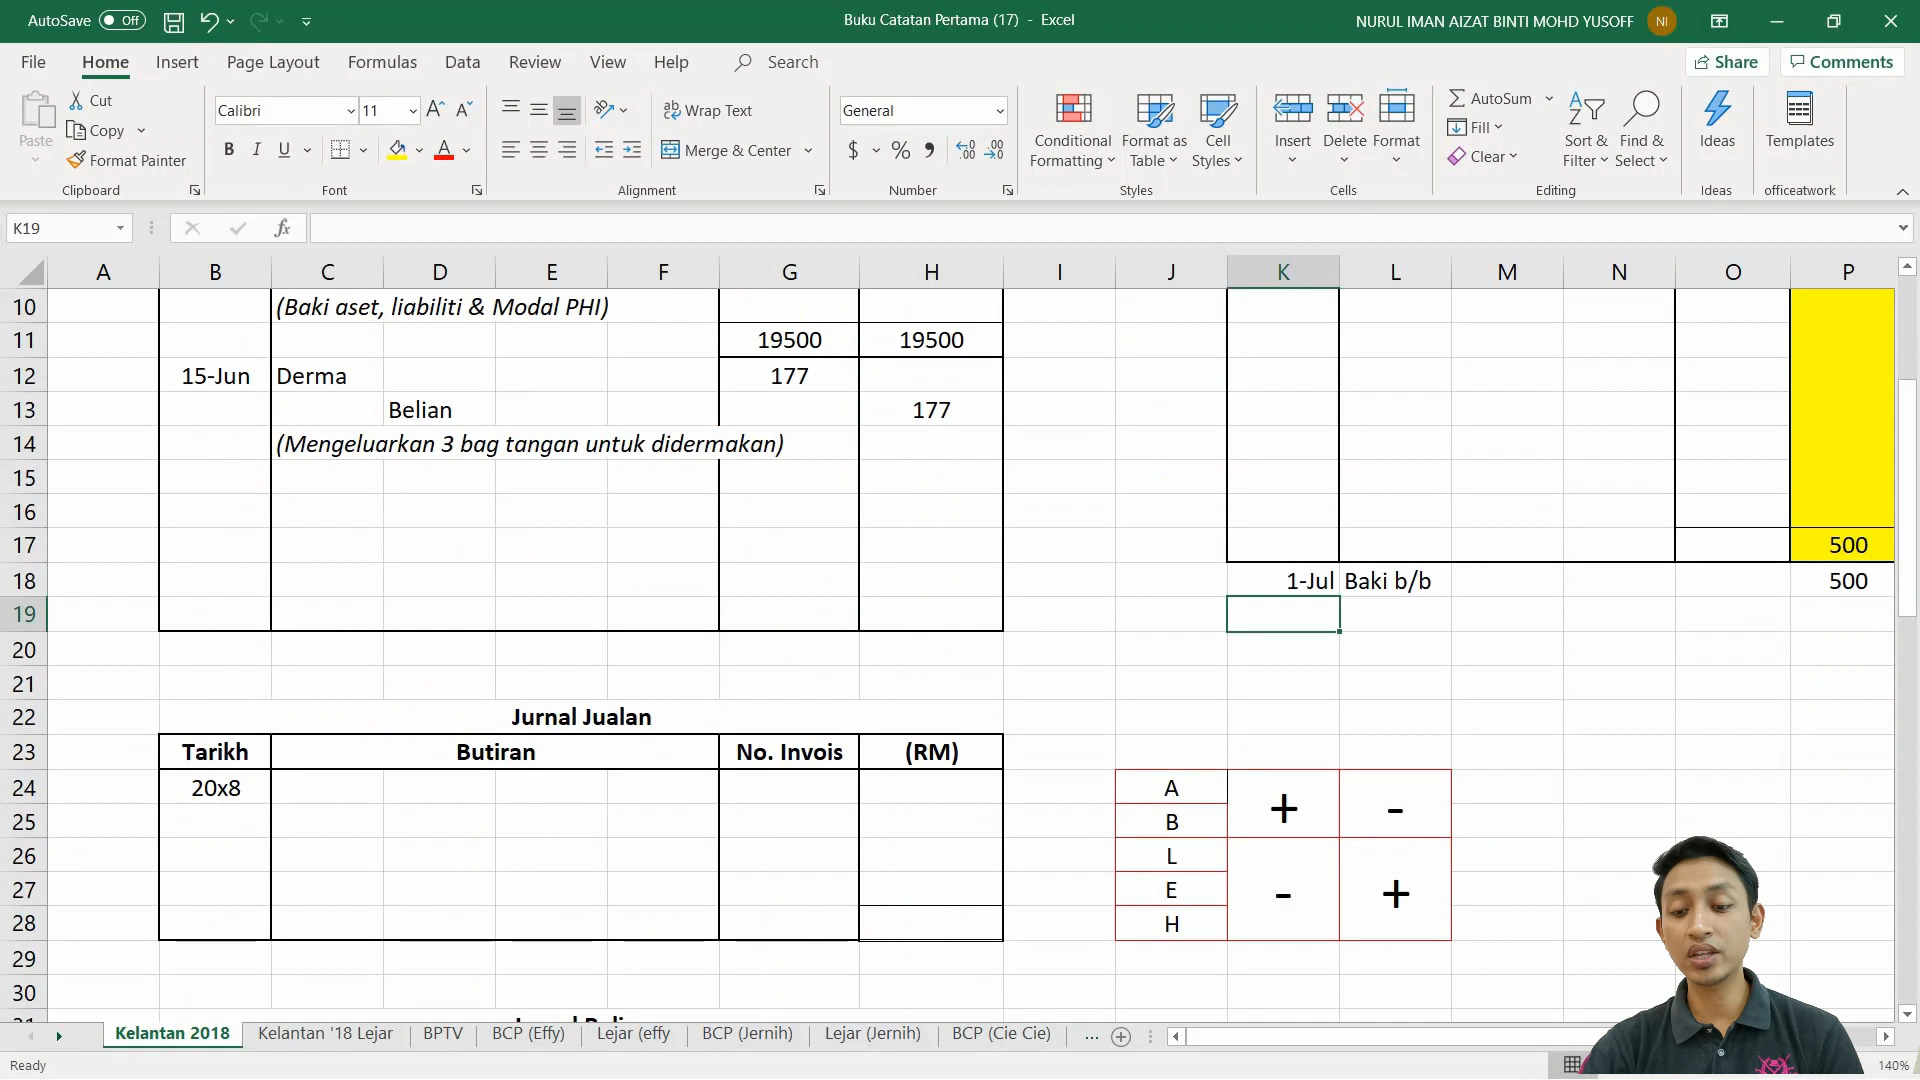 AutoSave Off Buku Catatan Pertama (17) - Excel NURUL IMAN AIZAT BINTI MOHD YUSOFF NI
File Home Insert Page Layout Formulas Data Review View Help Search Share Comments
Paste
Cut
Copy
Format Painter
Clipboard
Calibri 11
B I U A
Font
Wrap Text
Merge & Center
Alignment
General
$ % 9
Number
Conditional Formatting
Format as Table
Cell Styles
Styles
Insert Delete Format
Cells
AutoSum
Fill
Clear
Sort & Filter
Find & Select
Editing
Ideas
Ideas
Templates
officeatwork
K19 fx
A B C D E F G H I J K L M N O P
10 (Baki aset, liabiliti & Modal PHI)
11 19500 19500
12 15-Jun Derma 177
13 Belian 177
14 (Mengeluarkan 3 bag tangan untuk didermakan)
15
16
17 500
18 1-Jul Baki b/b 500
19
20
21
22 Jurnal Jualan
23 Tarikh Butiran No. Invois (RM)
24 20x8 A + -
25 B
26 L
27 E - +
28 H
29
30
Kelantan 2018 Kelantan '18 Lejar BPTV BCP (Effy) Lejar (effy BCP (Jernih) Lejar (Jernih) BCP (Cie Cie) ...
Ready 140%